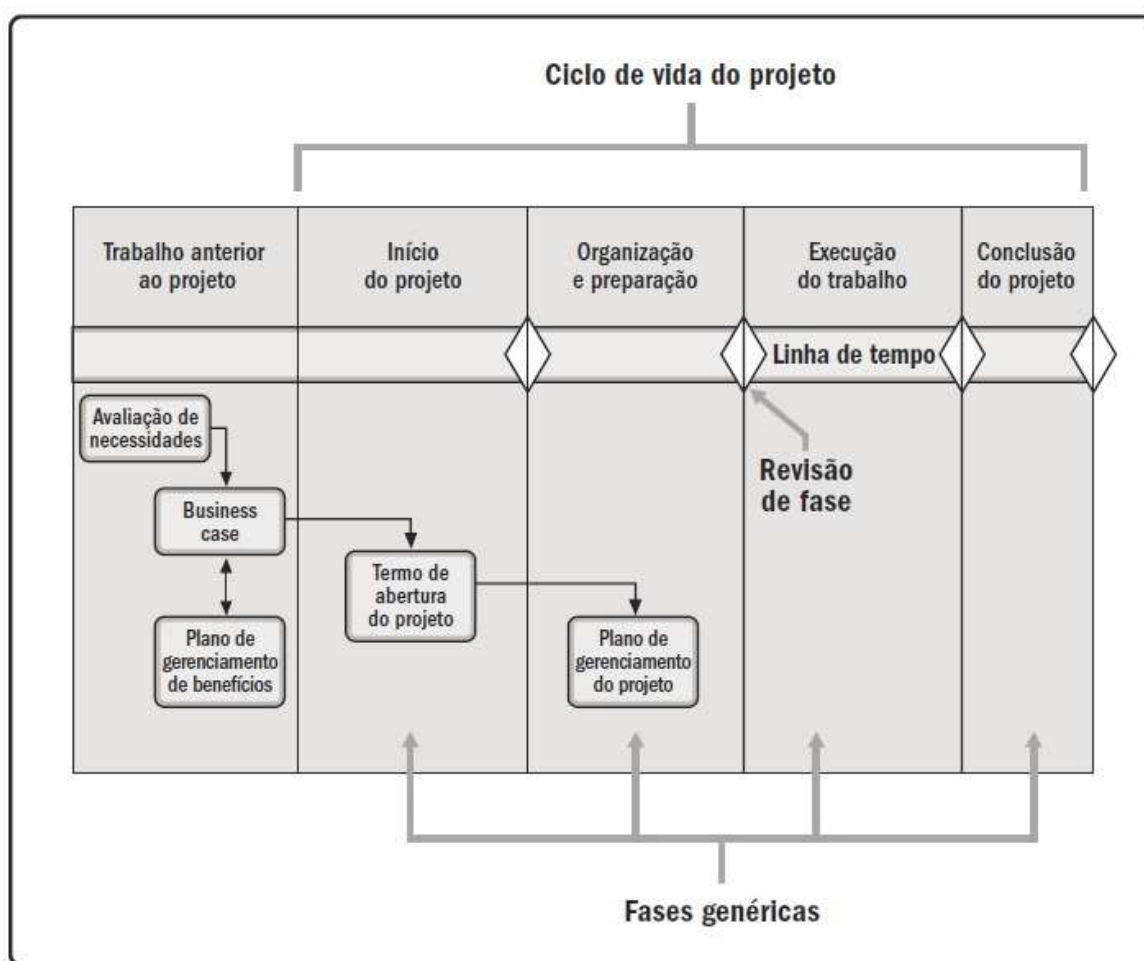 Ciclo de vida do projeto
Trabalho anterior
ao projeto
Início
do projeto
Organização
e preparação
Execução
do trabalho
Conclusão
do projeto
Linha de tempo
Avaliação de
necessidades
Business
case
Plano de
gerenciamento
de benefícios
Termo de
abertura
do projeto
Plano de
gerenciamento
do projeto
Revisão
de fase
Fases genéricas